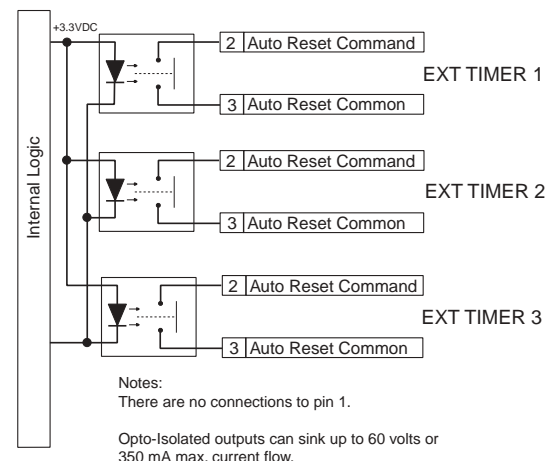 +3.3VDC
Internal Logic
2 Auto Reset Command
EXT TIMER 1
3 Auto Reset Common
2 Auto Reset Command
EXT TIMER 2
3 Auto Reset Common
2 Auto Reset Command
EXT TIMER 3
3 Auto Reset Common
Notes:
There are no connections to pin 1.
Opto-Isolated outputs can sink up to 60 volts or
350 mA max. current flow.